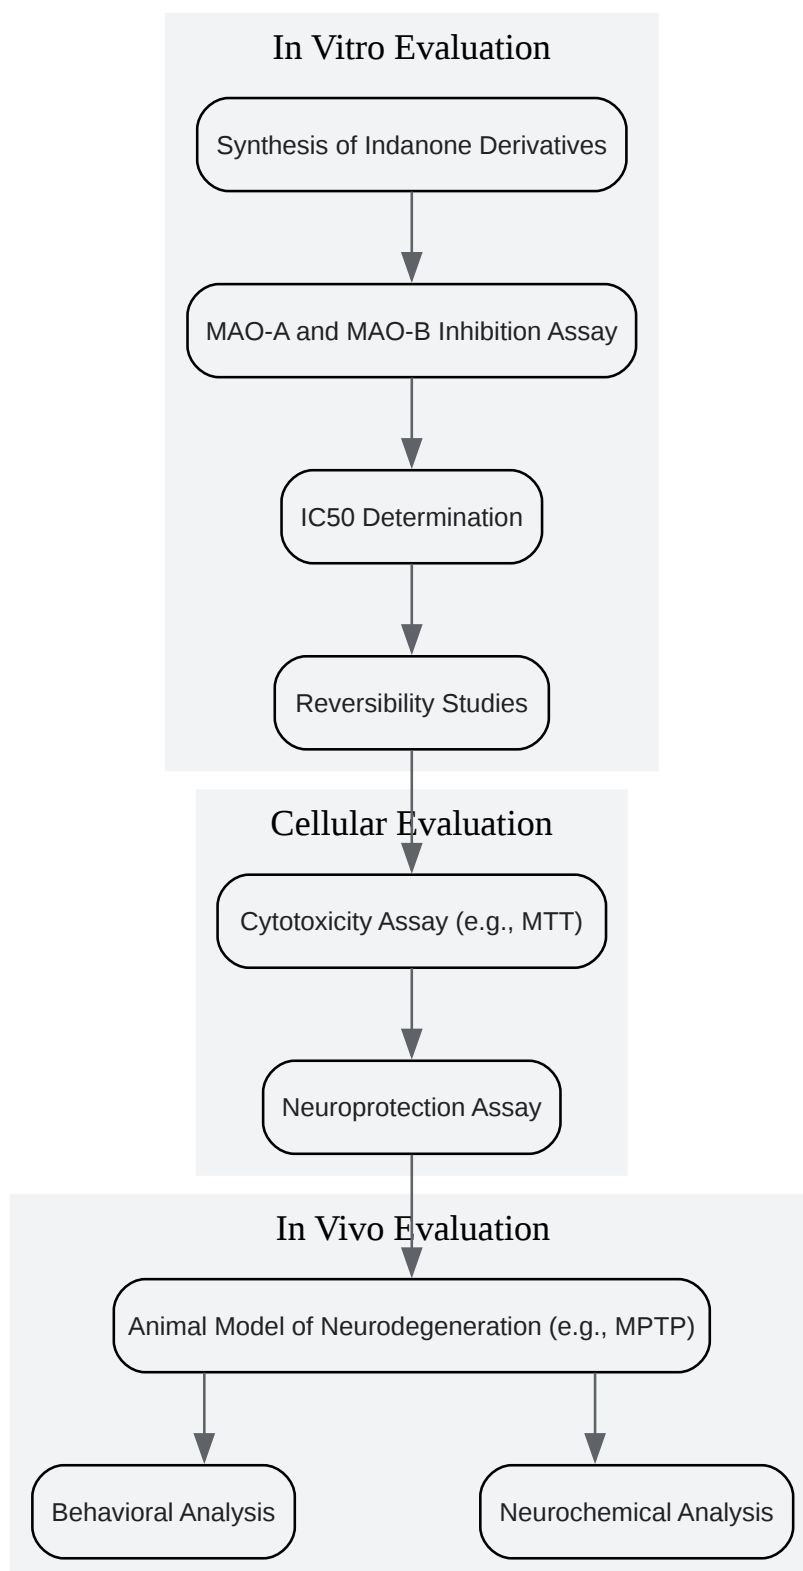 In Vitro Evaluation
Synthesis of Indanone Derivatives
MAO-A and MAO-B Inhibition Assay
IC50 Determination
Reversibility Studies
Cellular Evaluation
Cytotoxicity Assay (e.g., MTT)
Neuroprotection Assay
In Vivo Evaluation
Animal Model of Neurodegeneration (e.g., MPTP)
Behavioral Analysis
Neurochemical Analysis